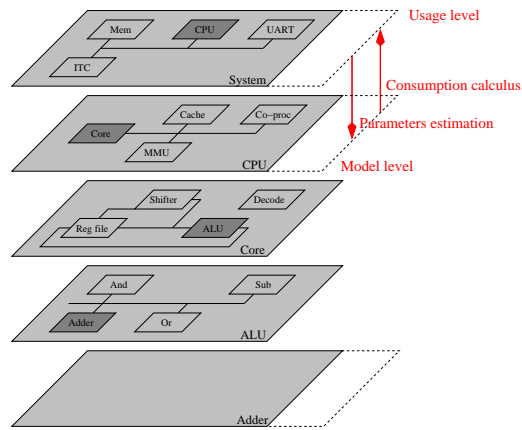 Usage level
Mem
CPU
UART
ITC
System
Consumption calculus
Cache
Co-proc
Core
Parameters estimation
MMU
CPU
Model level
Shifter
Decode
Reg file
ALU
Core
And
Sub
Adder
Or
ALU
Adder